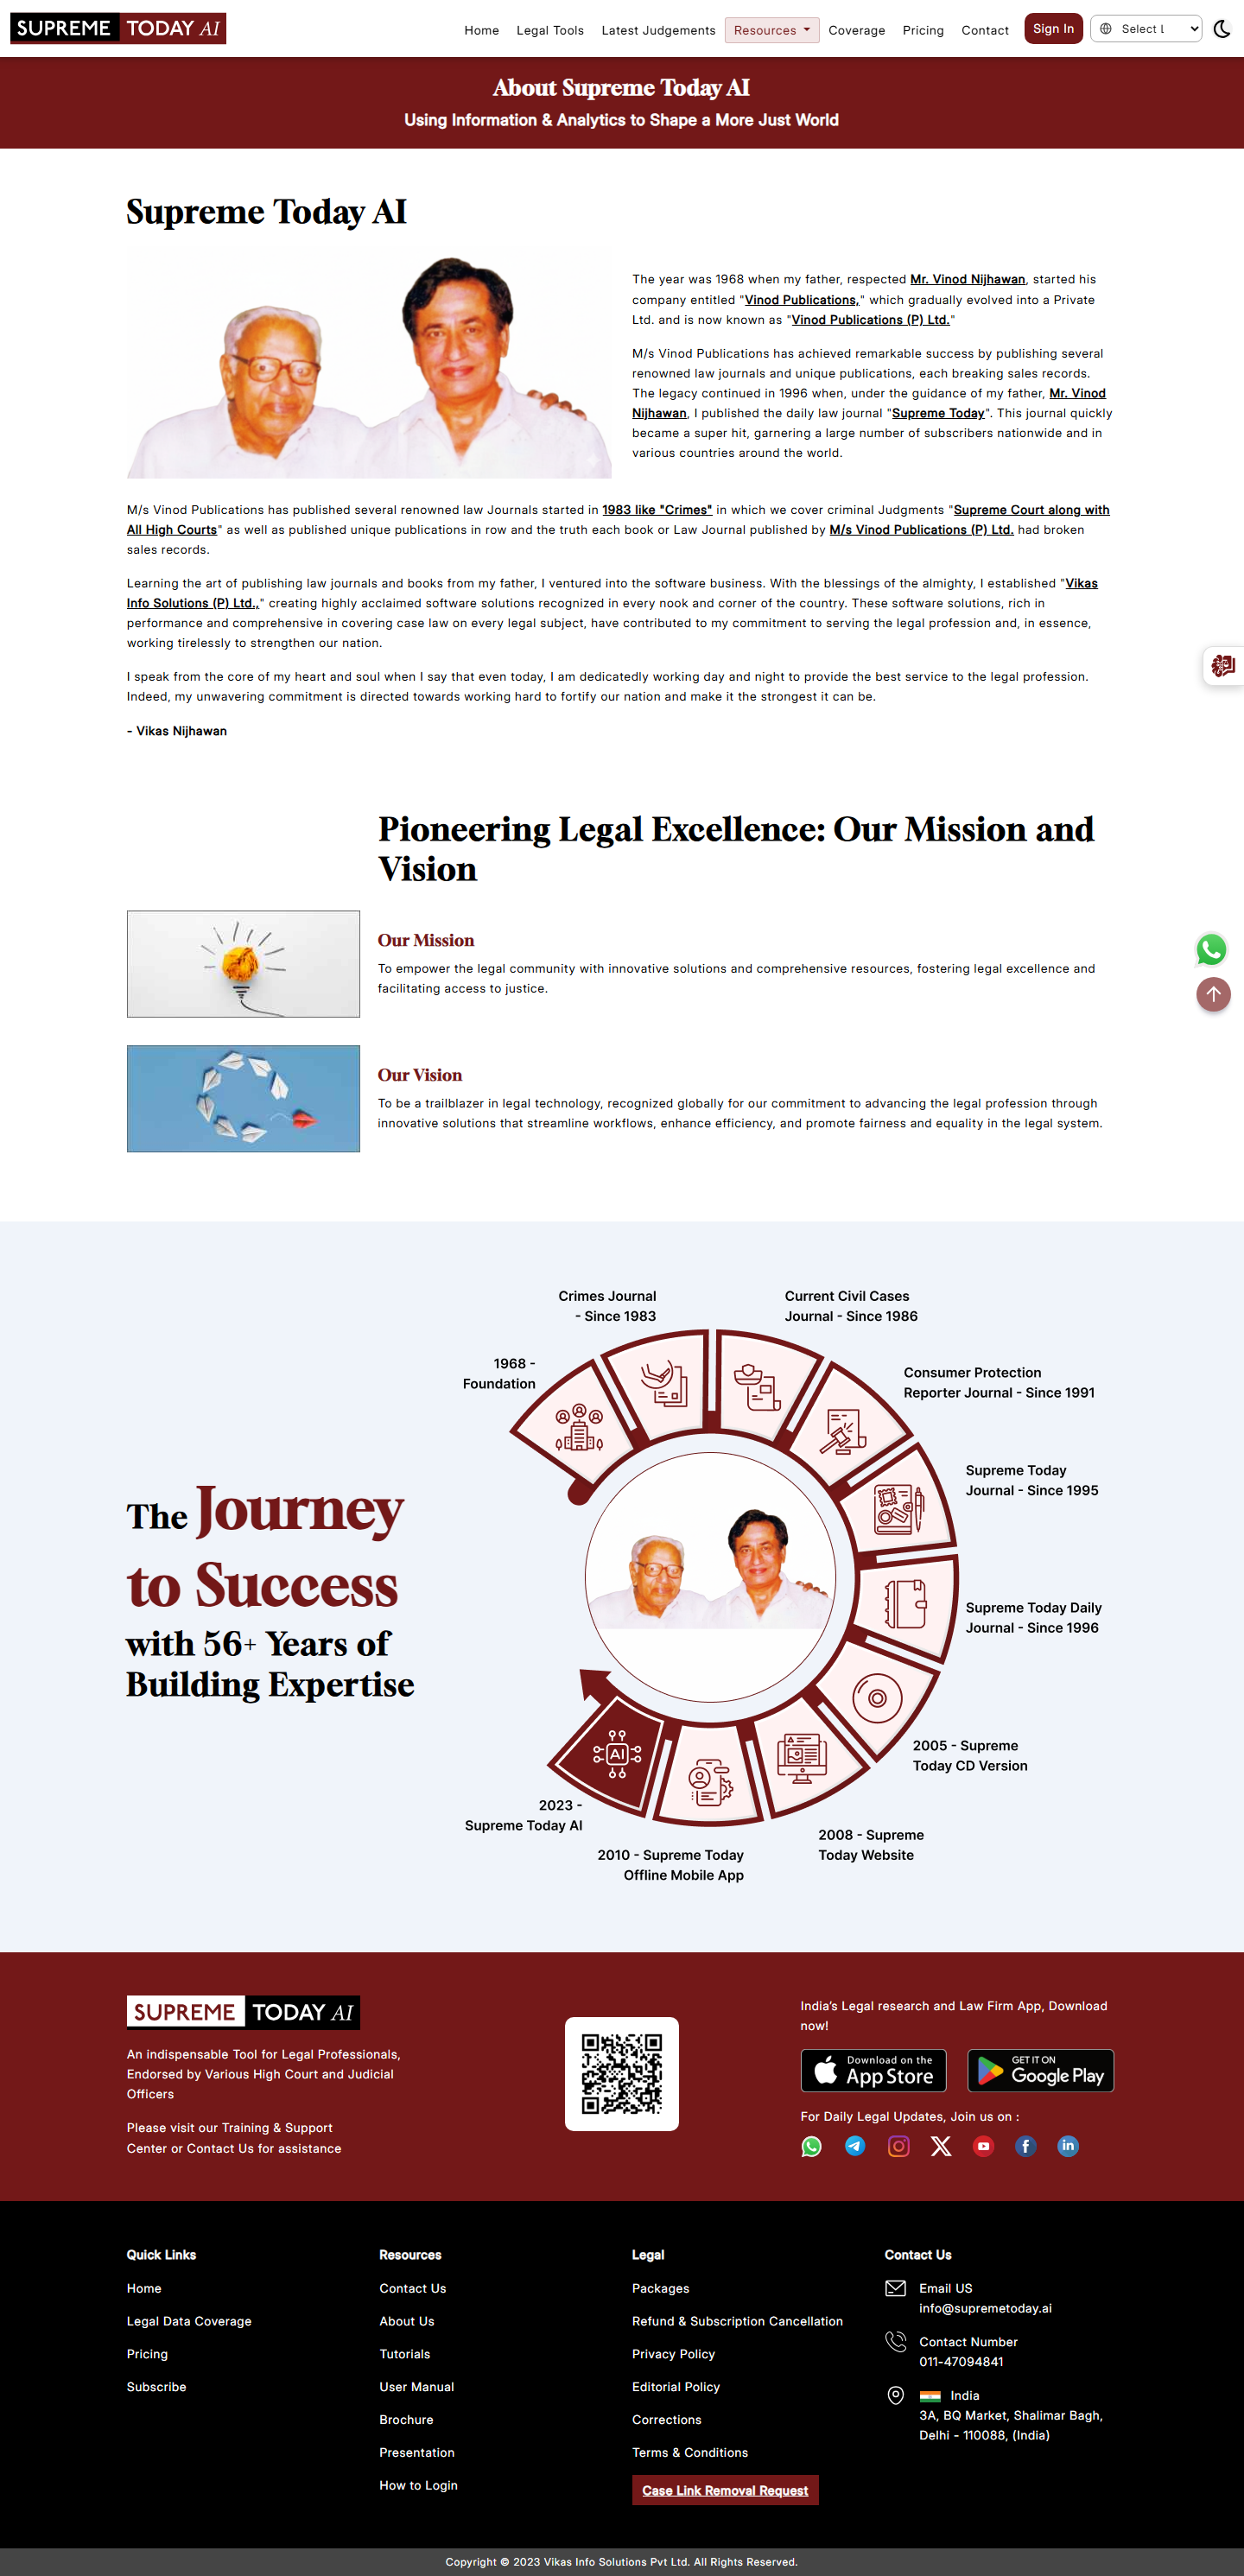 SUPREME TODAY AI
Home Legal Tools Latest Judgements Resources Coverage Pricing Contact Sign In Select L
About Supreme Today AI
Using Information & Analytics to Shape a More Just World
Supreme Today AI
The year was 1968 when my father, respected Mr. Vinod Nijhawan, started his
company entitled "Vinod Publications," which gradually evolved into a Private
Ltd. and is now known as "Vinod Publications (P) Ltd."
M/s Vinod Publications has achieved remarkable success by publishing several
renowned law journals and unique publications, each breaking sales records.
The legacy continued in 1996 when, under the guidance of my father, Mr. Vinod
Nijhawan, I published the daily law journal "Supreme Today". This journal quickly
became a super hit, garnering a large number of subscribers nationwide and in
various countries around the world.
M/s Vinod Publications has published several renowned law Journals started in 1983 like "Crimes" in which we cover criminal Judgments "Supreme Court along with
All High Courts" as well as published unique publications in row and the truth each book or Law Journal published by M/s Vinod Publications (P) Ltd. had broken
sales records.
Learning the art of publishing law journals and books from my father, I ventured into the software business. With the blessings of the almighty, I established "Vikas
Info Solutions (P) Ltd.," creating highly acclaimed software solutions recognized in every nook and corner of the country. These software solutions, rich in
performance and comprehensive in covering case law on every legal subject, have contributed to my commitment to serving the legal profession and, in essence,
working tirelessly to strengthen our nation.
I speak from the core of my heart and soul when I say that even today, I am dedicatedly working day and night to provide the best service to the legal profession.
Indeed, my unwavering commitment is directed towards working hard to fortify our nation and make it the strongest it can be.
- Vikas Nijhawan
Pioneering Legal Excellence: Our Mission and
Vision
Our Mission
To empower the legal community with innovative solutions and comprehensive resources, fostering legal excellence and
facilitating access to justice.
Our Vision
To be a trailblazer in legal technology, recognized globally for our commitment to advancing the legal profession through
innovative solutions that streamline workflows, enhance efficiency, and promote fairness and equality in the legal system.
The Journey
to Success
with 56+ Years of
Building Expertise
1968 -
Foundation
Crimes Journal
- Since 1983
Current Civil Cases
Journal - Since 1986
Consumer Protection
Reporter Journal - Since 1991
Supreme Today
Journal - Since 1995
Supreme Today Daily
Journal - Since 1996
2005 - Supreme
Today CD Version
2008 - Supreme
Today Website
2010 - Supreme Today
Offline Mobile App
2023 -
Supreme Today AI
AI
SUPREME TODAY AI
An indispensable Tool for Legal Professionals,
Endorsed by Various High Court and Judicial
Officers
Please visit our Training & Support
Center or Contact Us for assistance
India's Legal research and Law Firm App, Download
now!
Download on the
App Store
GET IT ON
Google Play
For Daily Legal Updates, Join us on :
Quick Links
Home
Legal Data Coverage
Pricing
Subscribe
Resources
Contact Us
About Us
Tutorials
User Manual
Brochure
Presentation
How to Login
Legal
Packages
Refund & Subscription Cancellation
Privacy Policy
Editorial Policy
Corrections
Terms & Conditions
Case Link Removal Request
Contact Us
Email US
info@supremetoday.ai
Contact Number
011-47094841
India
3A, BQ Market, Shalimar Bagh,
Delhi - 110088, (India)
Copyright © 2023 Vikas Info Solutions Pvt Ltd. All Rights Reserved.